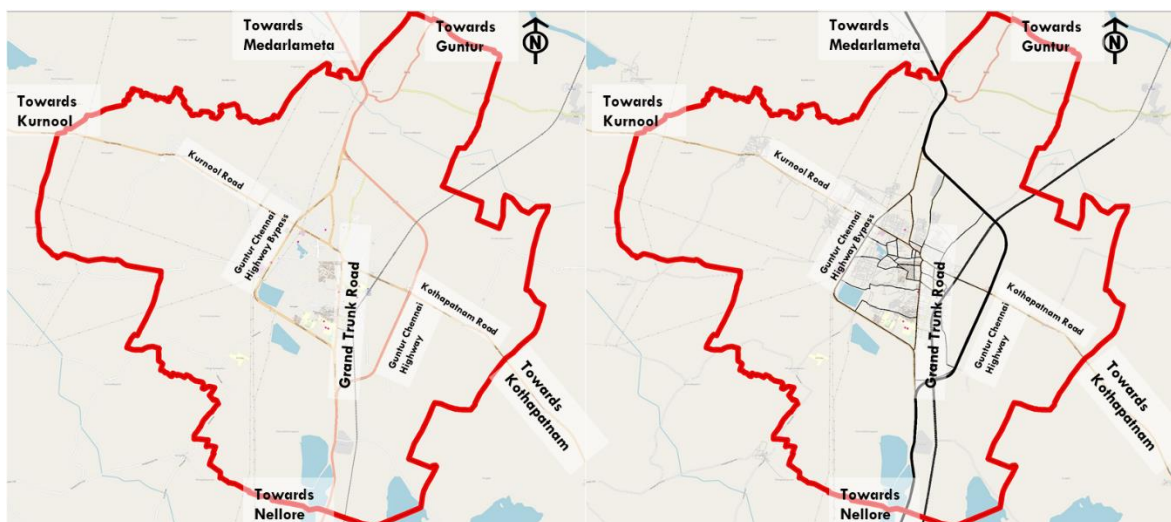 Towards
Medarlameta
Towards
Guntur
N
Towards
Kurnool
Kurnool Road
Guntur Chennai
Highway Bypass
Grand Trunk Road
Kothapatnam Road
Guntur Chennai
Highway
Towards
Kothapatnam
Towards
Nellore
Towards
Medarlameta
Towards
Guntur
N
Towards
Kurnool
Kurnool Road
Guntur Chennai
Highway Bypass
Grand Trunk Road
Kothapatnam Road
Guntur Chennai
Highway
Towards
Kothapatnam
Towards
Nellore